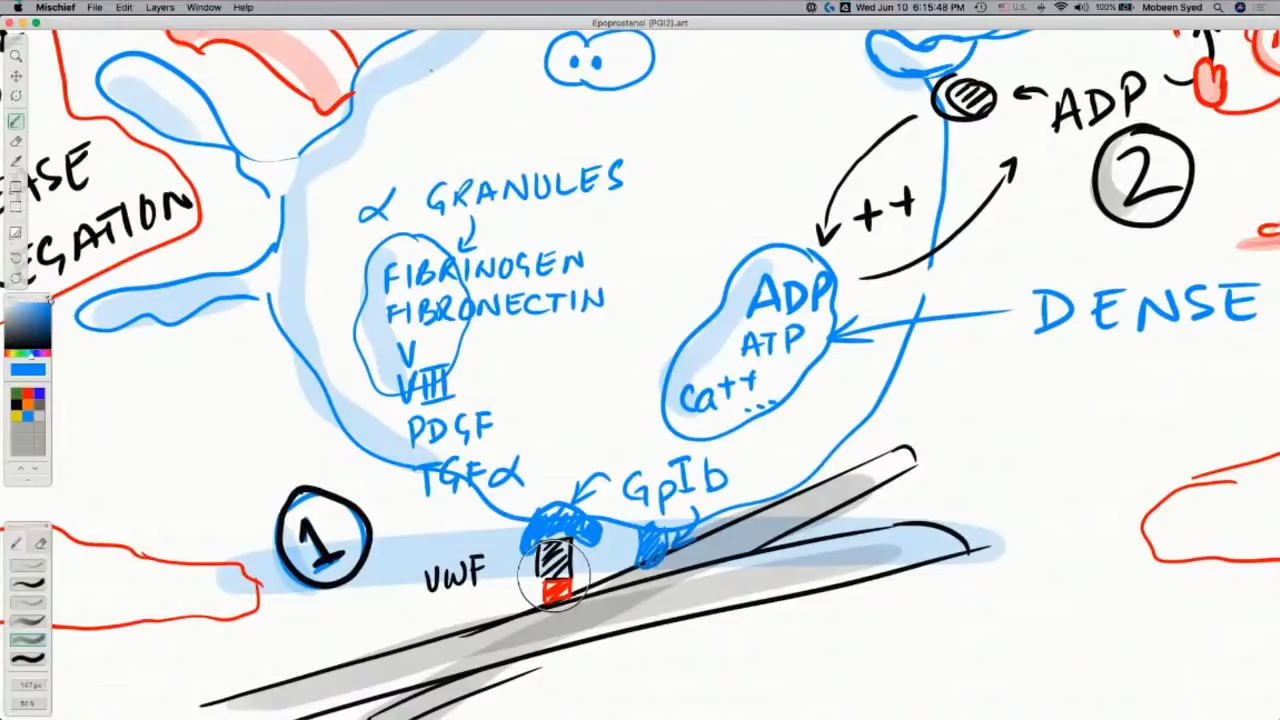 Mischief File Edit Layers Window Help
100% Wed Jun 10 6:15:48 PM Mobeen Syed
Epoprostenol (PGI2).art
ADP
2
EASE
EGATION
α GRANULES
++
FIBRINOGEN
FIBRONECTIN
V
VIII
PDGF
TGFα
ADP
ATP
Ca++
...
DENSE
GpIb
1
VWF